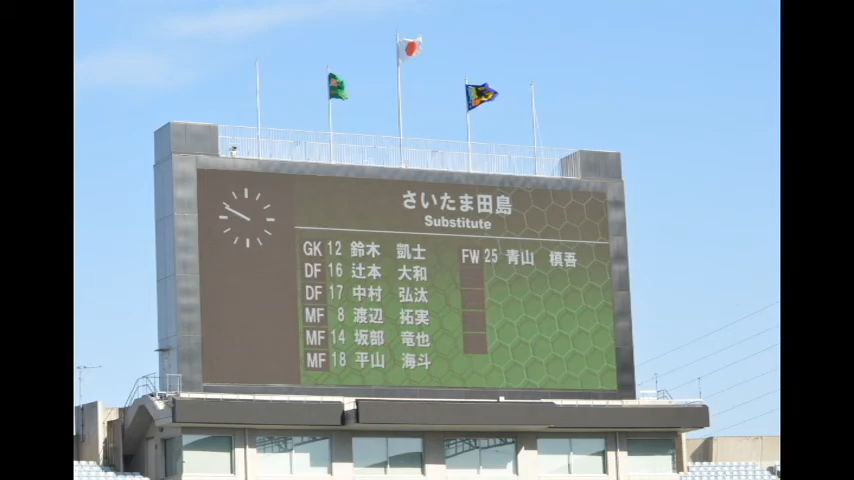 さいたま田島
Substitute
GK 12 鈴木 凱士
DF 16 辻本 大和
DF 17 中村 弘汰
MF 8 渡辺 拓実
MF 14 坂部 竜也
MF 18 平山 海斗
FW 25 青山 槙吾